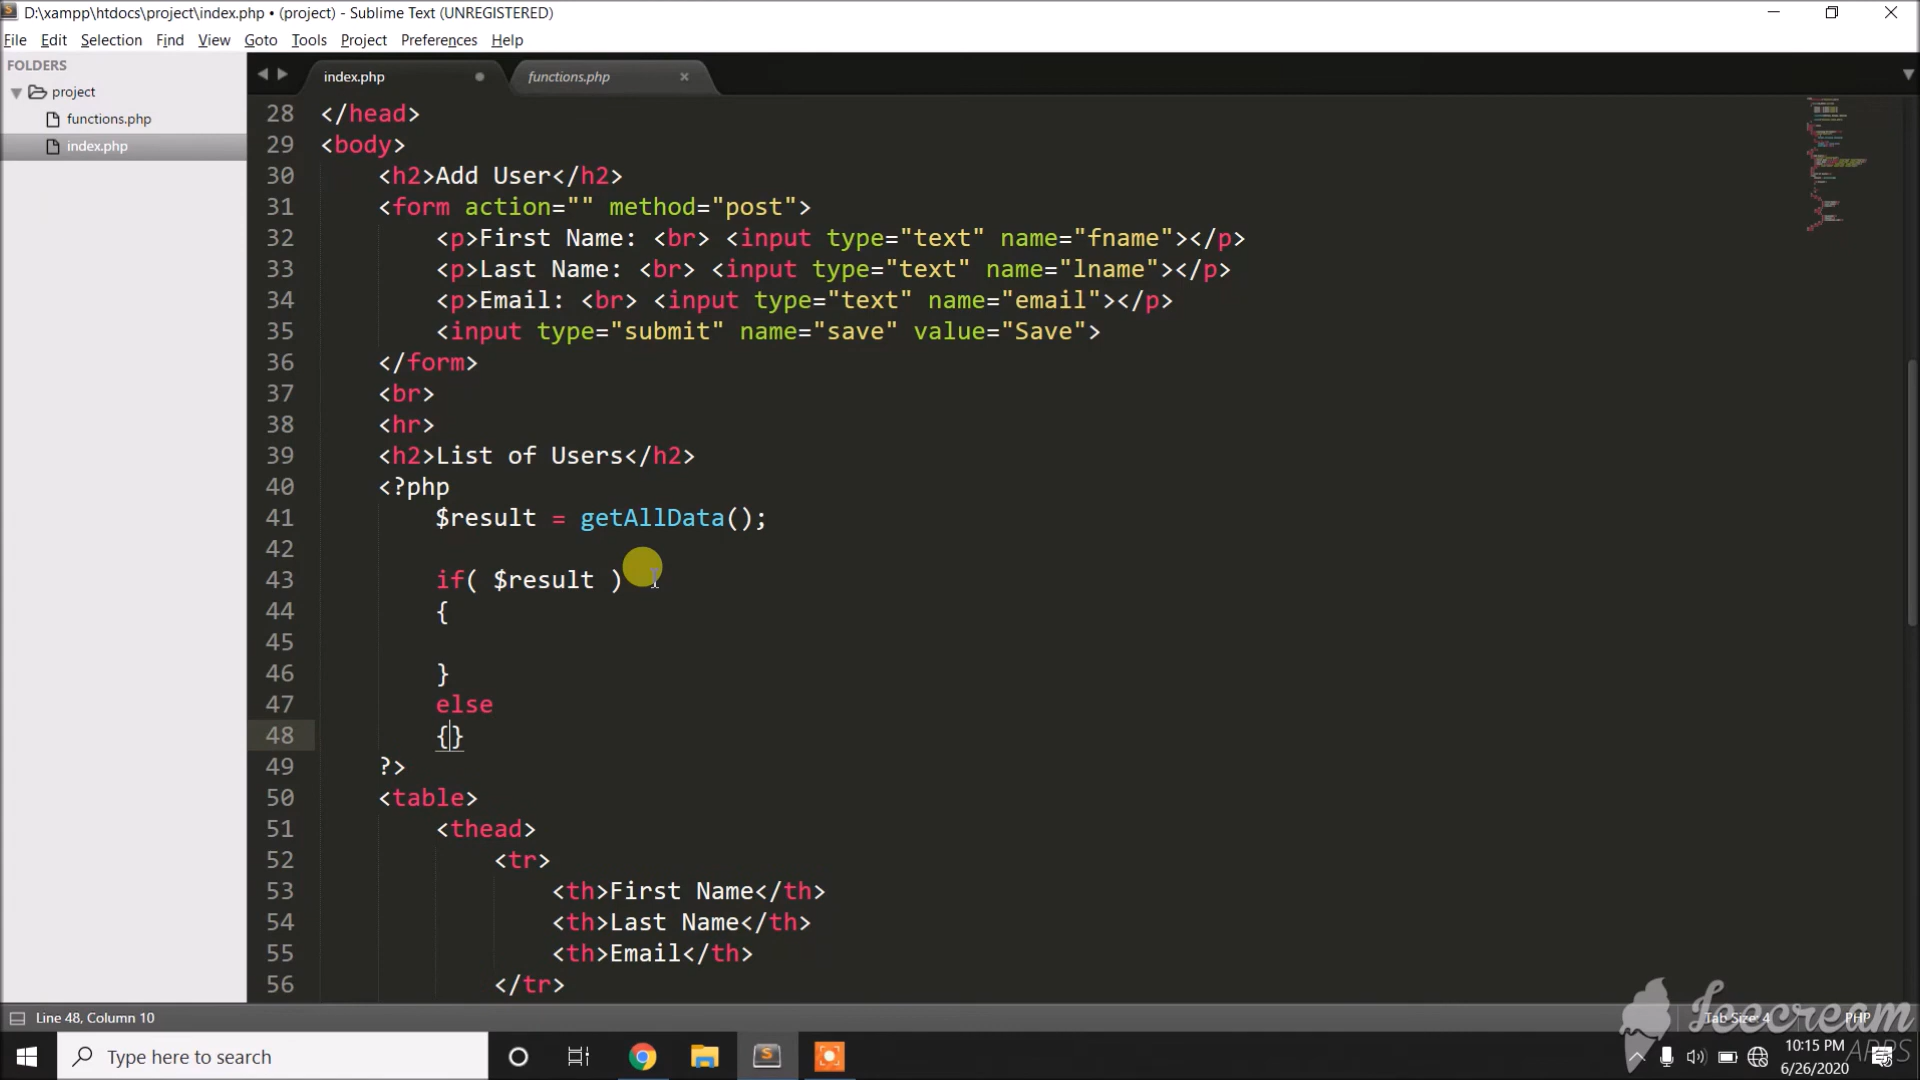 D:\xampp\htdocs\project\index.php • (project) - Sublime Text (UNREGISTERED)
File Edit Selection Find View Goto Tools Project Preferences Help
FOLDERS
project
functions.php
index.php
index.php functions.php
28 </head>
29 <body>
30 <h2>Add User</h2>
31 <form action="" method="post">
32 <p>First Name: <br> <input type="text" name="fname"></p>
33 <p>Last Name: <br> <input type="text" name="lname"></p>
34 <p>Email: <br> <input type="text" name="email"></p>
35 <input type="submit" name="save" value="Save">
36 </form>
37 <br>
38 <hr>
39 <h2>List of Users</h2>
40 <?php
41 $result = getAllData();
42
43 if( $result )
44 {
45
46 }
47 else
48 {}
49 ?>
50 <table>
51 <thead>
52 <tr>
53 <th>First Name</th>
54 <th>Last Name</th>
55 <th>Email</th>
56 </tr>
Line 48, Column 10
Tab Size: 4 PHP
Icecream
APPS
Type here to search
10:15 PM
6/26/2020